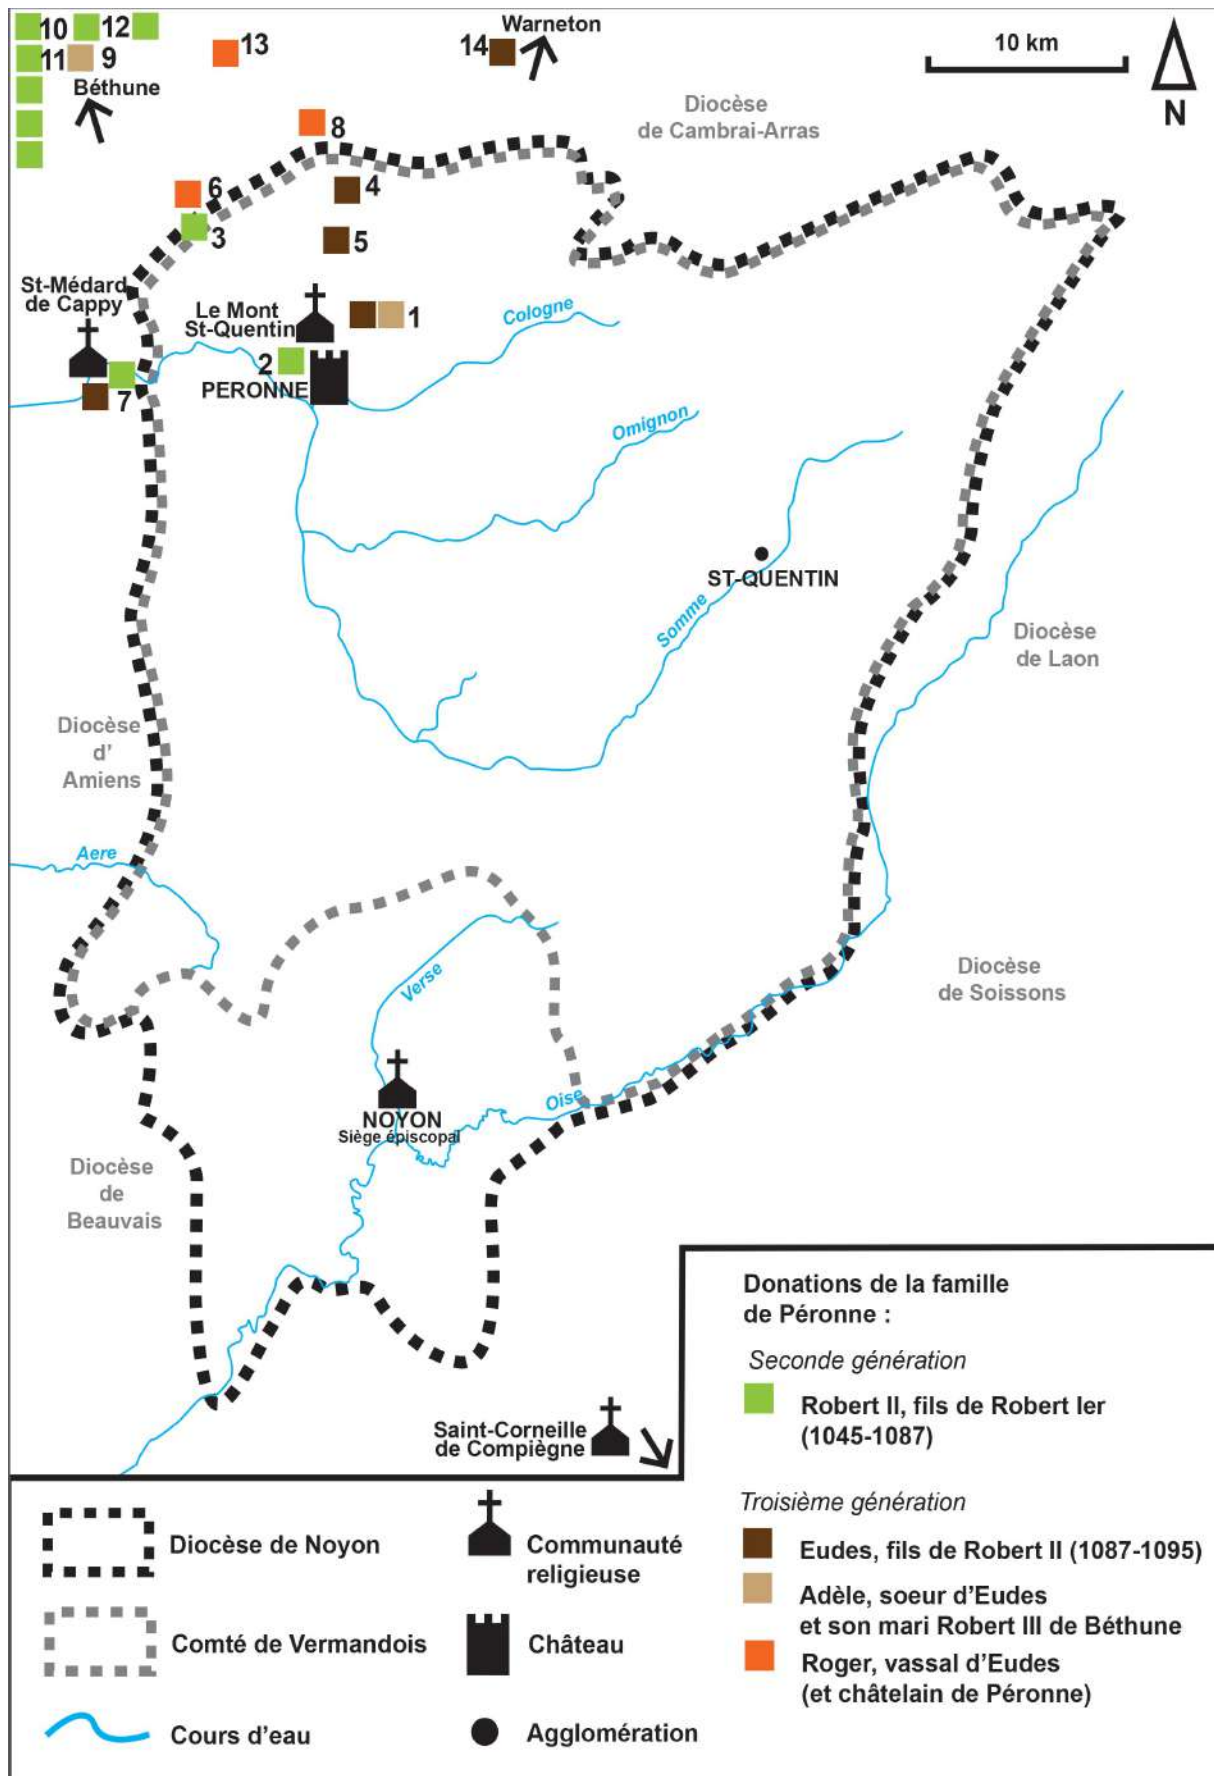 10
12
Warneton
13
14
10 km
11
9
Béthune
N
Diocèse
de Cambrai-Arras
8
6
4
3
5
St-Médard
de Cappy
Le Mont
St-Quentin
1
Cologne
2
PERONNE
7
Omignon
ST-QUENTIN
Somme
Diocèse
de Laon
Diocèse
d'
Amiens
Aere
Verse
Diocèse
de Soissons
NOYON
Siège épiscopal
Oise
Diocèse
de
Beauvais
Saint-Corneille
de Compiègne
Donations de la famille
de Péronne :
Seconde génération
Robert II, fils de Robert Ier
(1045-1087)
Troisième génération
Eudes, fils de Robert II (1087-1095)
Adèle, soeur d'Eudes
et son mari Robert III de Béthune
Roger, vassal d'Eudes
(et châtelain de Péronne)
Diocèse de Noyon
Comté de Vermandois
Cours d'eau
Communauté
religieuse
Château
Agglomération